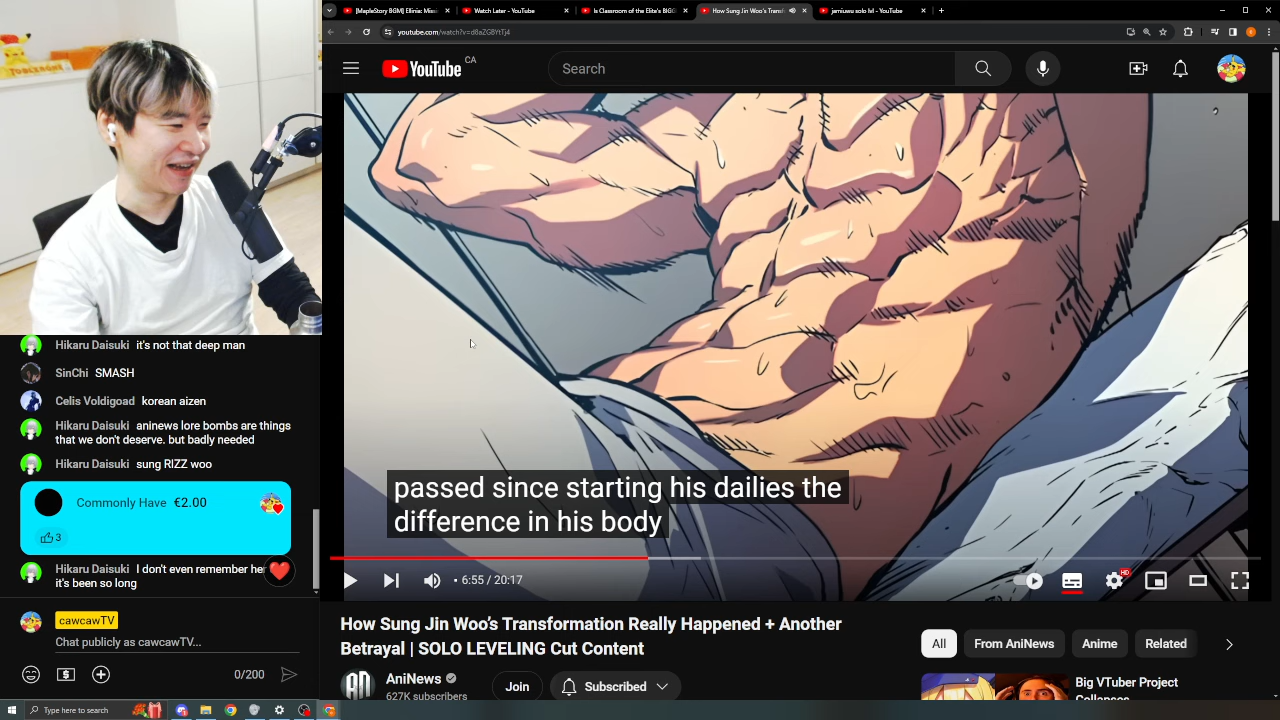 [MapleStory BGM] Ellinia: Missi
Watch Later - YouTube
Is Classroom of the Elite's BIGG
How Sung Jin Woo's Transf
jamiuwu solo lvl - YouTube
youtube.com/watch?v=d8aZGBYtTj4
YouTube CA
Search
passed since starting his dailies the
difference in his body
6:55 / 20:17
HD
How Sung Jin Woo’s Transformation Really Happened + Another
Betrayal | SOLO LEVELING Cut Content
AniNews
627K subscribers
Join
Subscribed
All
From AniNews
Anime
Related
Big VTuber Project
Collapses
Hikaru Daisuki it's not that deep man
SinChi SMASH
Celis Voldigoad korean aizen
Hikaru Daisuki aninews lore bombs are things
that we don't deserve. but badly needed
Hikaru Daisuki sung RIZZ woo
Commonly Have €2.00
3
Hikaru Daisuki I don't even remember her
it's been so long
cawcawTV
Chat publicly as cawcawTV...
0/200
Type here to search